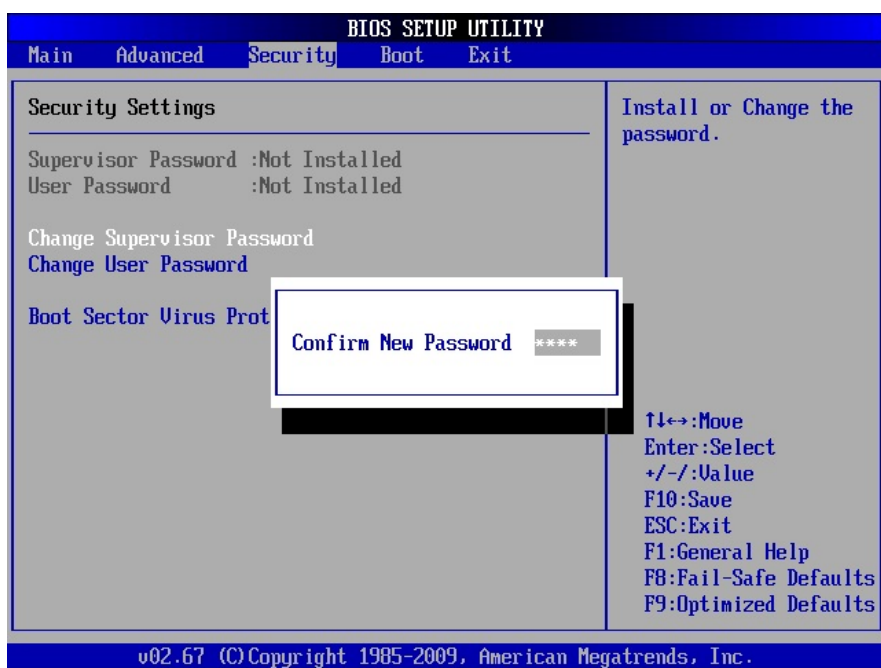 BIOS SETUP UTILITY
Main Advanced Security Boot Exit
Security Settings
Supervisor Password :Not Installed
User Password :Not Installed
Change Supervisor Password
Change User Password
Boot Sector Virus Prot
Confirm New Password ****
Install or Change the
password.
↑↓←→:Move
Enter:Select
+/-/:Value
F10:Save
ESC:Exit
F1:General Help
F8:Fail-Safe Defaults
F9:Optimized Defaults
v02.67 (C)Copyright 1985-2009, American Megatrends, Inc.